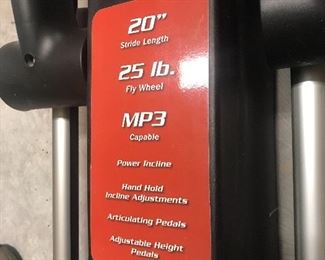 20"
Stride Length
25 lb.
Fly Wheel
MP3
Capable
Power Incline
Hand Hold
Incline Adjustments
Articulating Pedals
Adjustable Height
Pedals